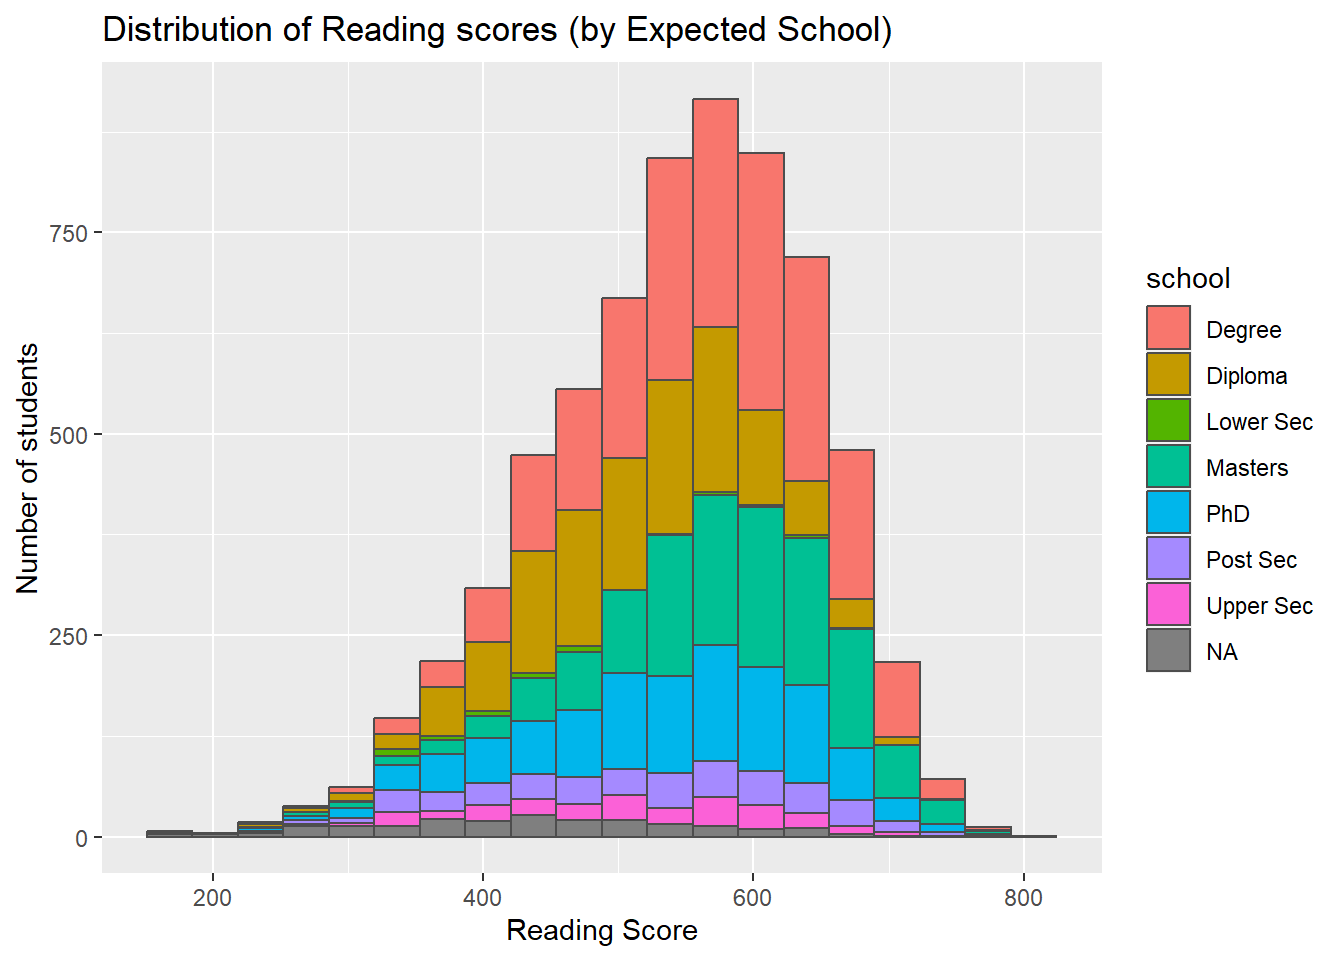 Distribution of Reading scores (by Expected School)
Number of students
750
500
250
0
200
400
600
800
Reading Score
school
Degree
Diploma
Lower Sec
Masters
PhD
Post Sec
Upper Sec
NA